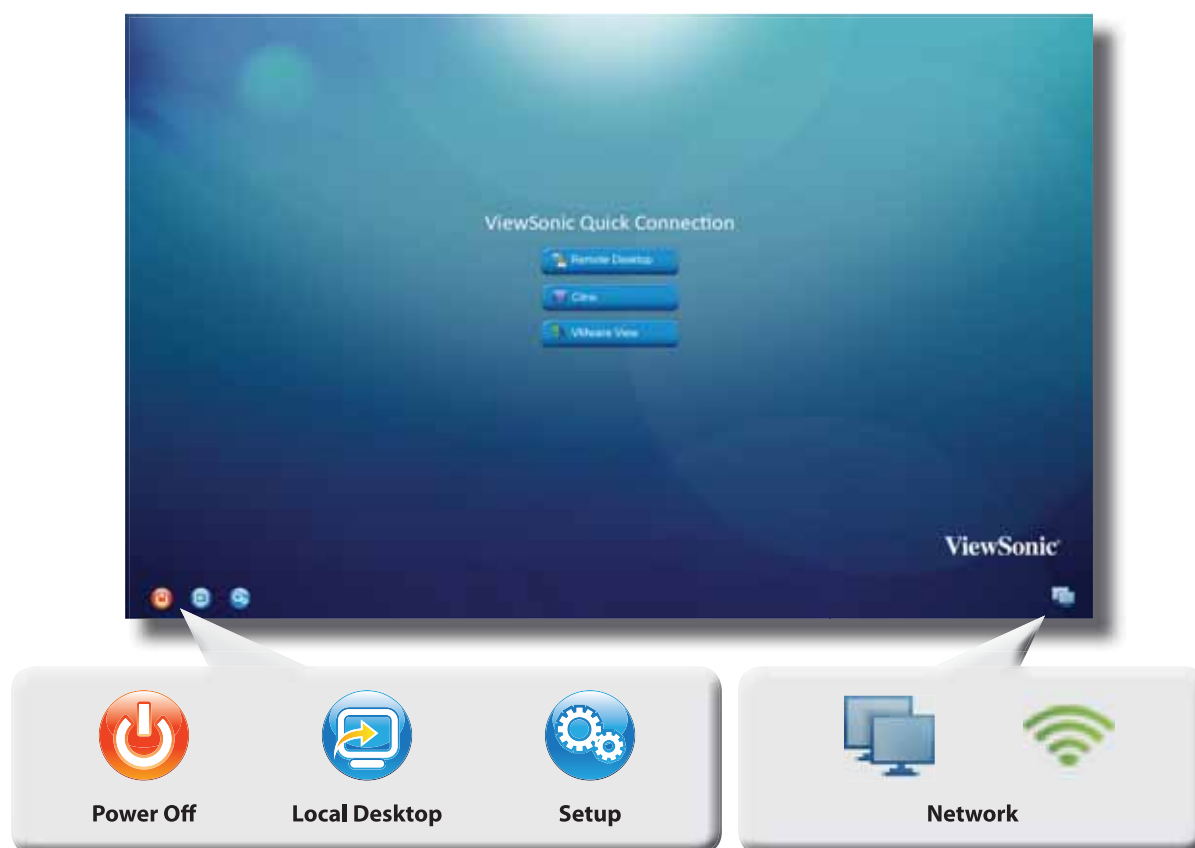 ViewSonic Quick Connection
Remote Desktop
Citrix
VMware View
ViewSonic
Power Off
Local Desktop
Setup
Network